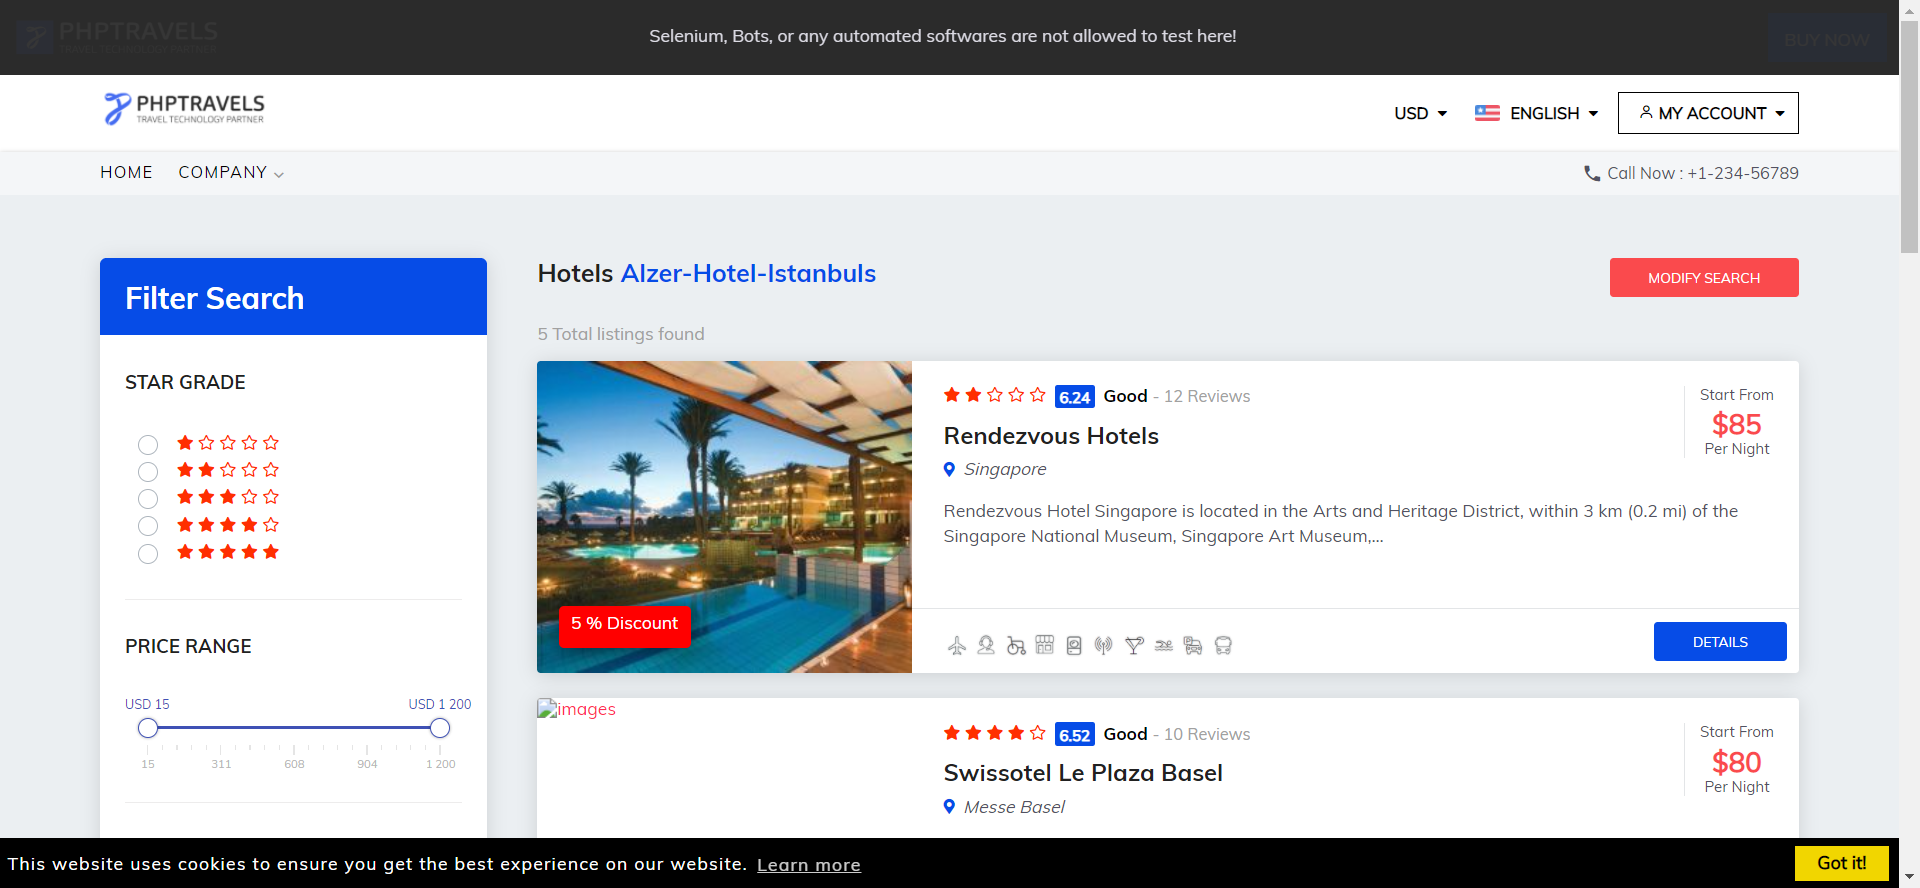 PHPTRAVELS
TRAVEL TECHNOLOGY PARTNER
Selenium, Bots, or any automated softwares are not allowed to test here!
BUY NOW
PHPTRAVELS
TRAVEL TECHNOLOGY PARTNER
USD
ENGLISH
MY ACCOUNT
HOME
COMPANY
Call Now : +1-234-56789
Filter Search
STAR GRADE
PRICE RANGE
USD 15
USD 1 200
15
311
608
904
1 200
Hotels Alzer-Hotel-Istanbuls
MODIFY SEARCH
5 Total listings found
5 % Discount
6.24 Good - 12 Reviews
Rendezvous Hotels
Singapore
Rendezvous Hotel Singapore is located in the Arts and Heritage District, within 3 km (0.2 mi) of the
Singapore National Museum, Singapore Art Museum,...
Start From
$85
Per Night
DETAILS
images
6.52 Good - 10 Reviews
Swissotel Le Plaza Basel
Messe Basel
Start From
$80
Per Night
This website uses cookies to ensure you get the best experience on our website. Learn more
Got it!